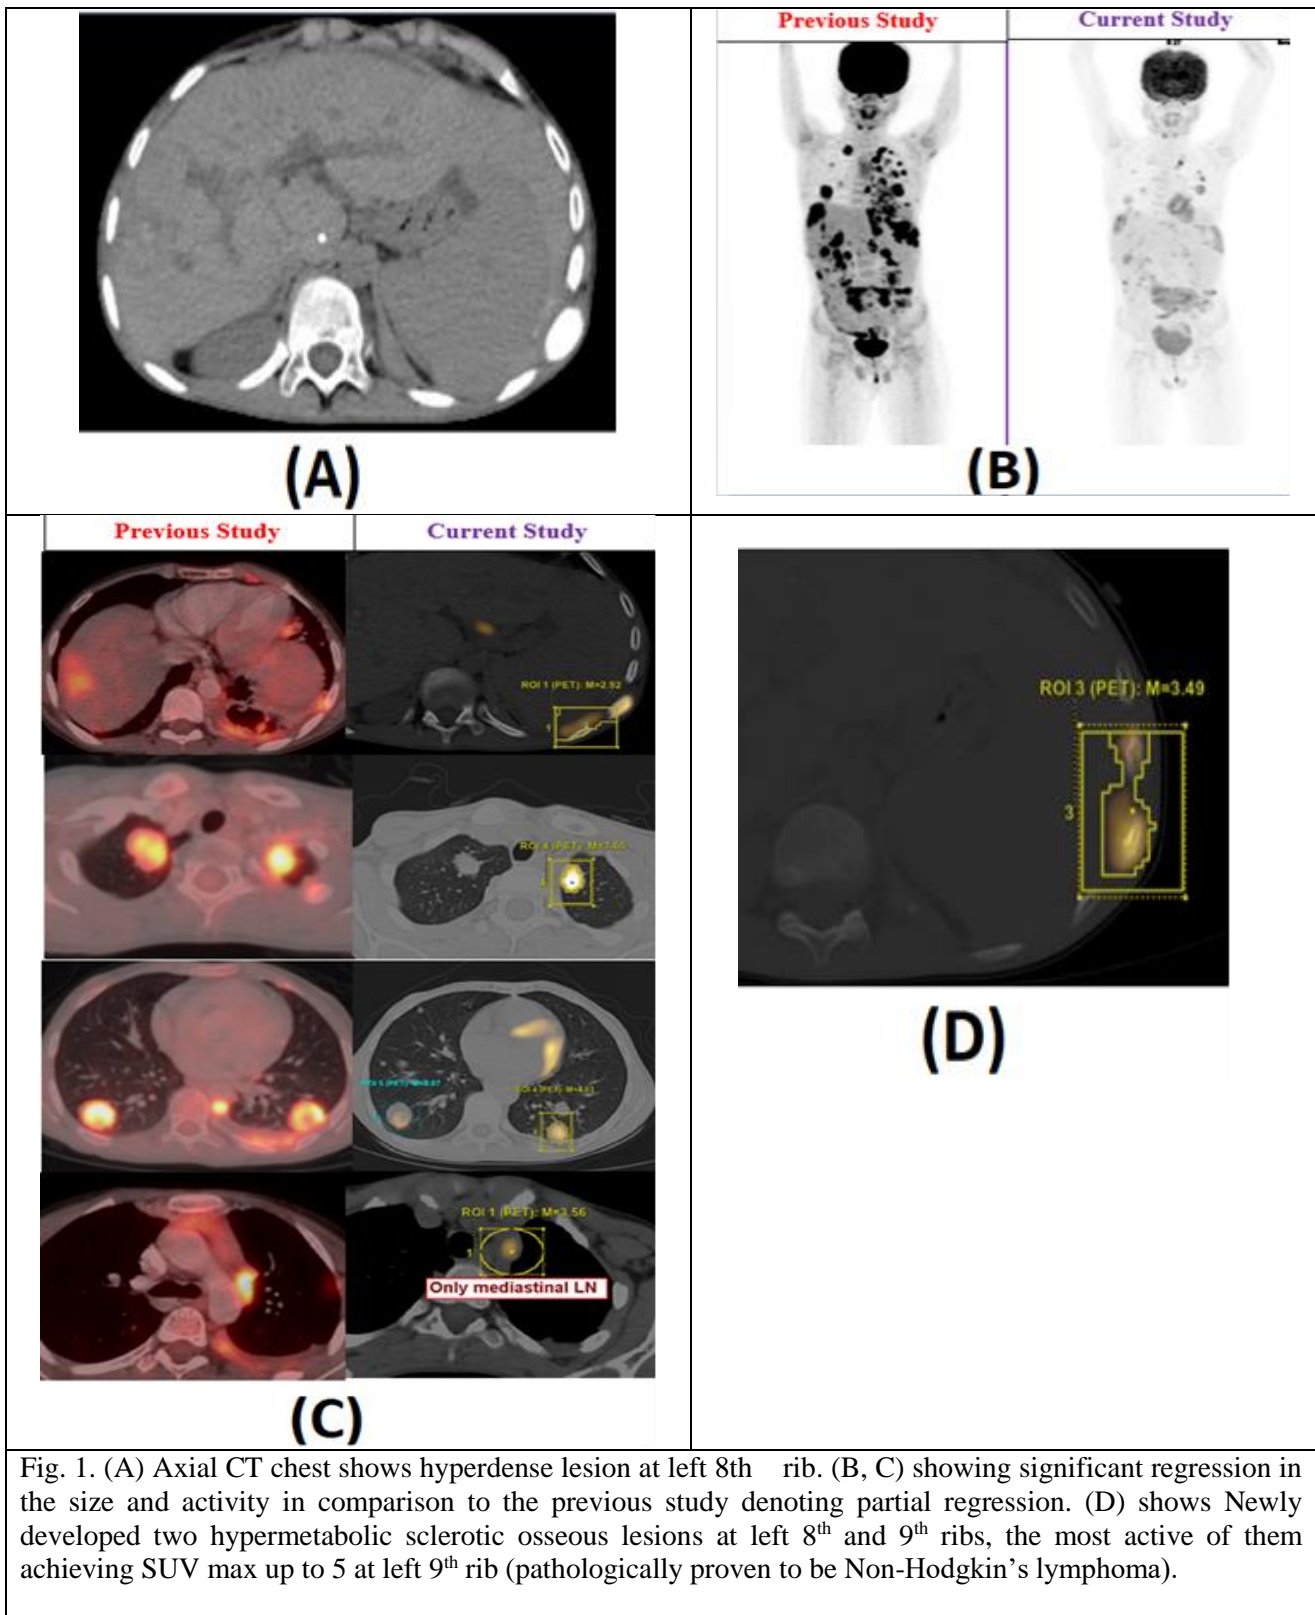 Previous Study
Current Study
(A)
(B)
Previous Study
Current Study
ROI 1 (PET): M=2.92
1
ROI 3 (PET): M=3.49
3
ROI 1 (PET): M=3.56
1
Only mediastinal LN
(C)
(D)
Fig. 1. (A) Axial CT chest shows hyperdense lesion at left 8th rib. (B, C) showing significant regression in
the size and activity in comparison to the previous study denoting partial regression. (D) shows Newly
developed two hypermetabolic sclerotic osseous lesions at left 8th and 9th ribs, the most active of them
achieving SUV max up to 5 at left 9th rib (pathologically proven to be Non-Hodgkin’s lymphoma).